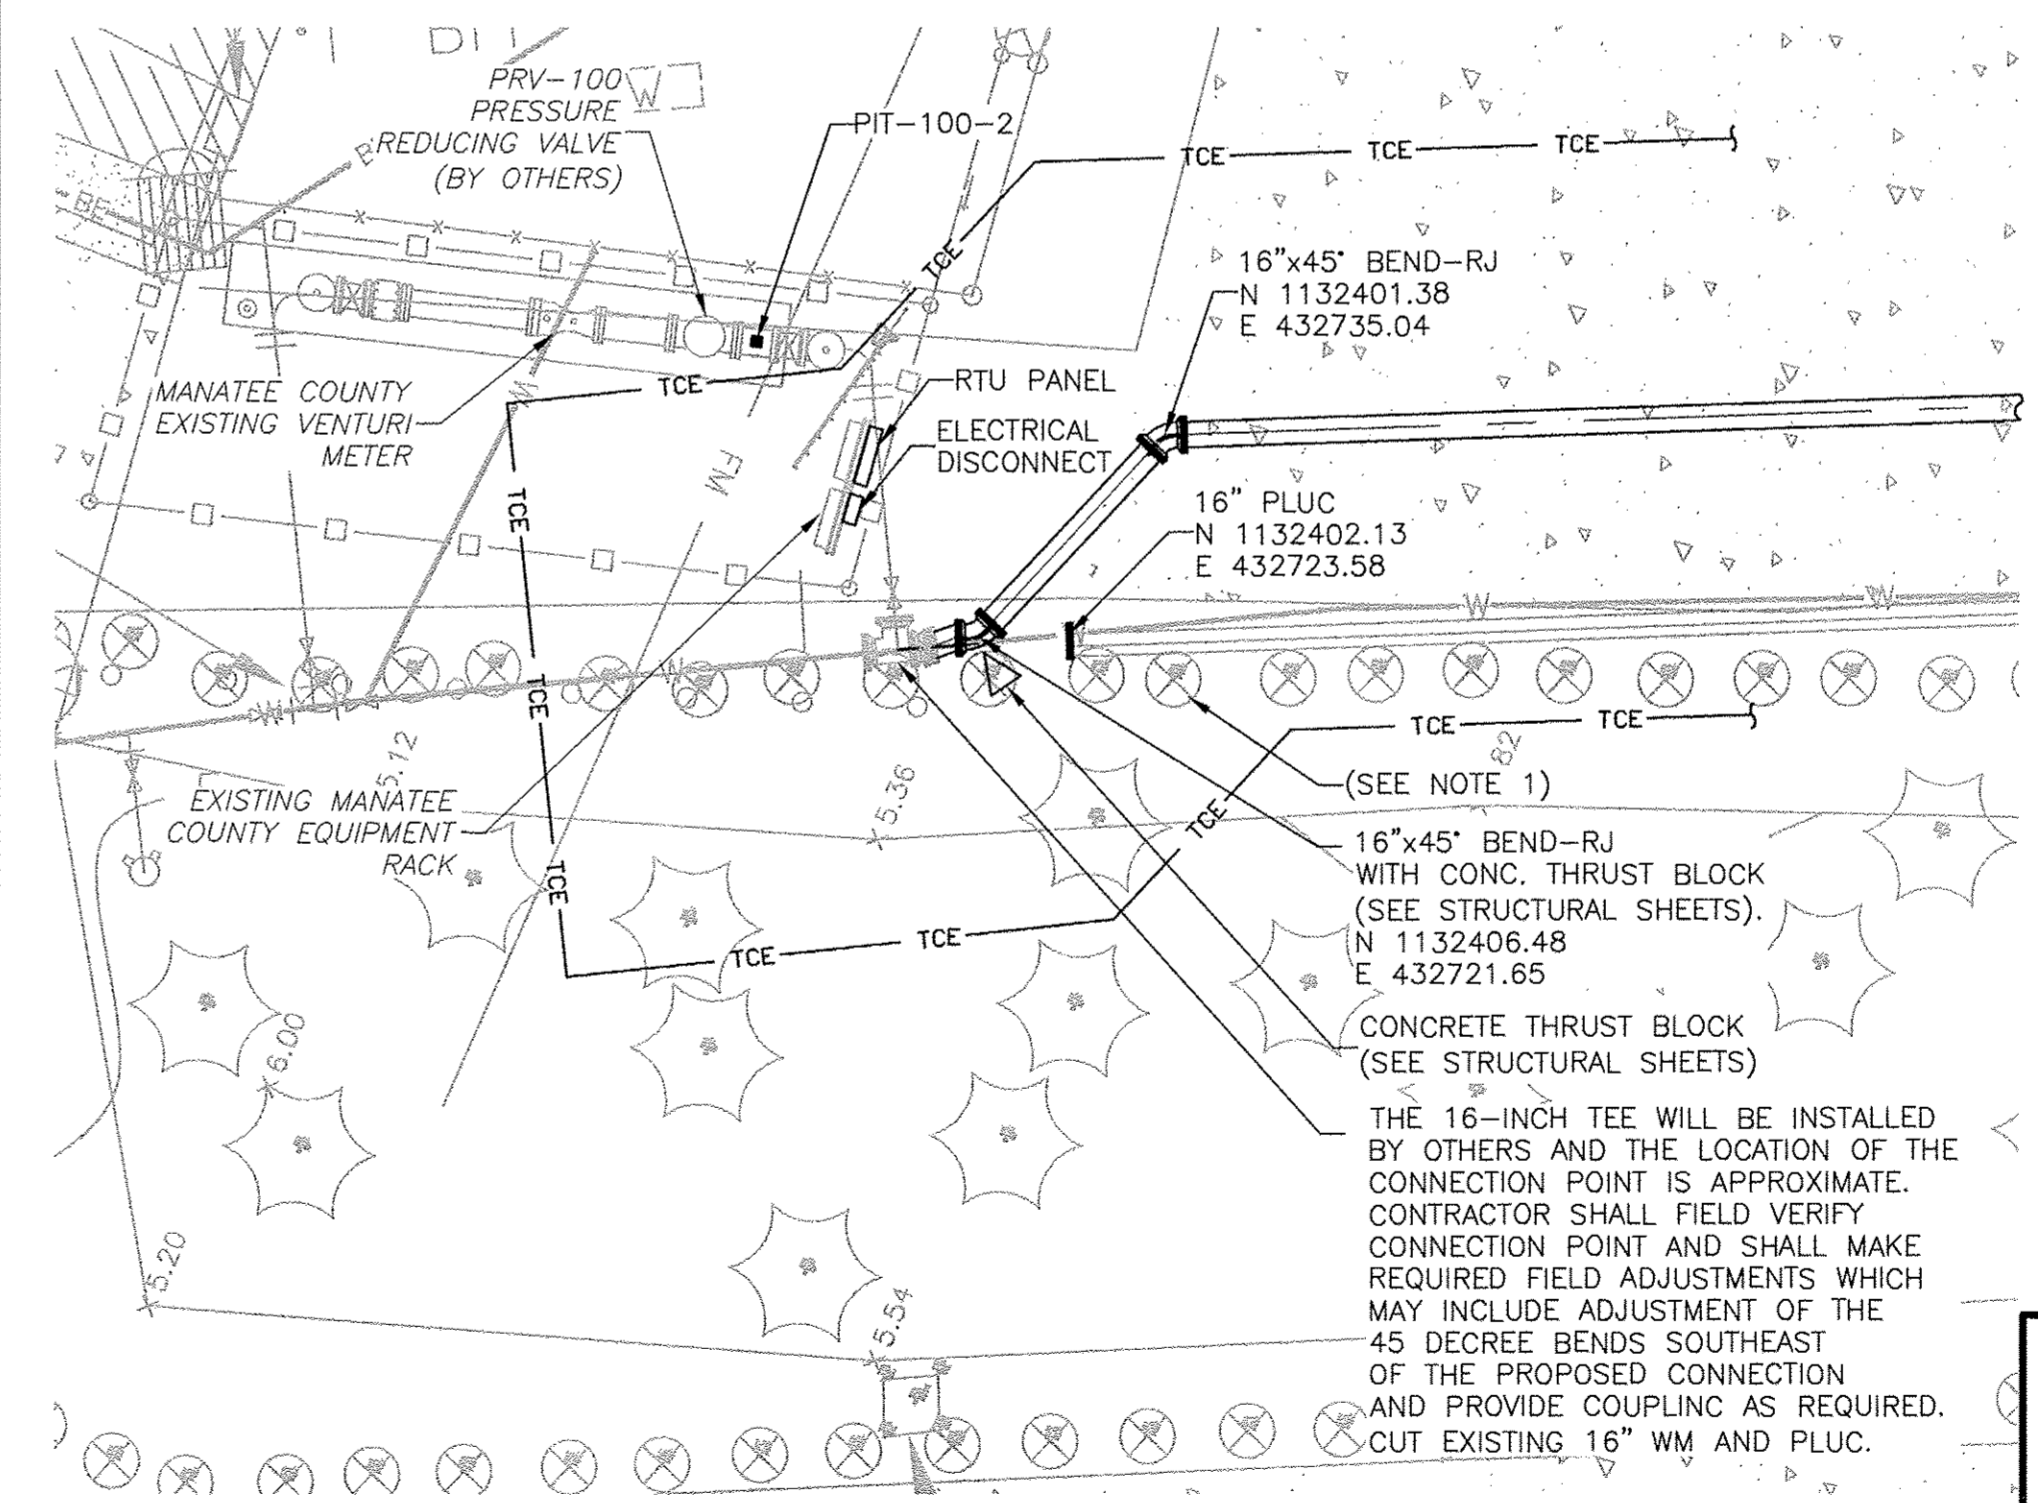 PRV-100
PRESSURE
REDUCING VALVE
(BY OTHERS)
W
PIT-100-2
TCE
TCE
TCE
TCE
BE
16"x45° BEND-RJ
N 1132401.38
E 432735.04
MANATEE COUNTY
EXISTING VENTURI
METER
W
TCE
RTU PANEL
ELECTRICAL
DISCONNECT
FM
TCE
16" PLUC
N 1132402.13
E 432723.58
W
W
W
W
TCE
TCE
TCE
5.12
5.36
82
TCE
(SEE NOTE 1)
EXISTING MANATEE
COUNTY EQUIPMENT
RACK
TCE
16"x45° BEND-RJ
WITH CONC. THRUST BLOCK
(SEE STRUCTURAL SHEETS).
N 1132406.48
E 432721.65
TCE
TCE
6.00
CONCRETE THRUST BLOCK
(SEE STRUCTURAL SHEETS)
THE 16-INCH TEE WILL BE INSTALLED
BY OTHERS AND THE LOCATION OF THE
CONNECTION POINT IS APPROXIMATE.
CONTRACTOR SHALL FIELD VERIFY
CONNECTION POINT AND SHALL MAKE
REQUIRED FIELD ADJUSTMENTS WHICH
MAY INCLUDE ADJUSTMENT OF THE
45 DECREE BENDS SOUTHEAST
OF THE PROPOSED CONNECTION
AND PROVIDE COUPLINC AS REQUIRED.
CUT EXISTING 16" WM AND PLUC.
5.20
5.54